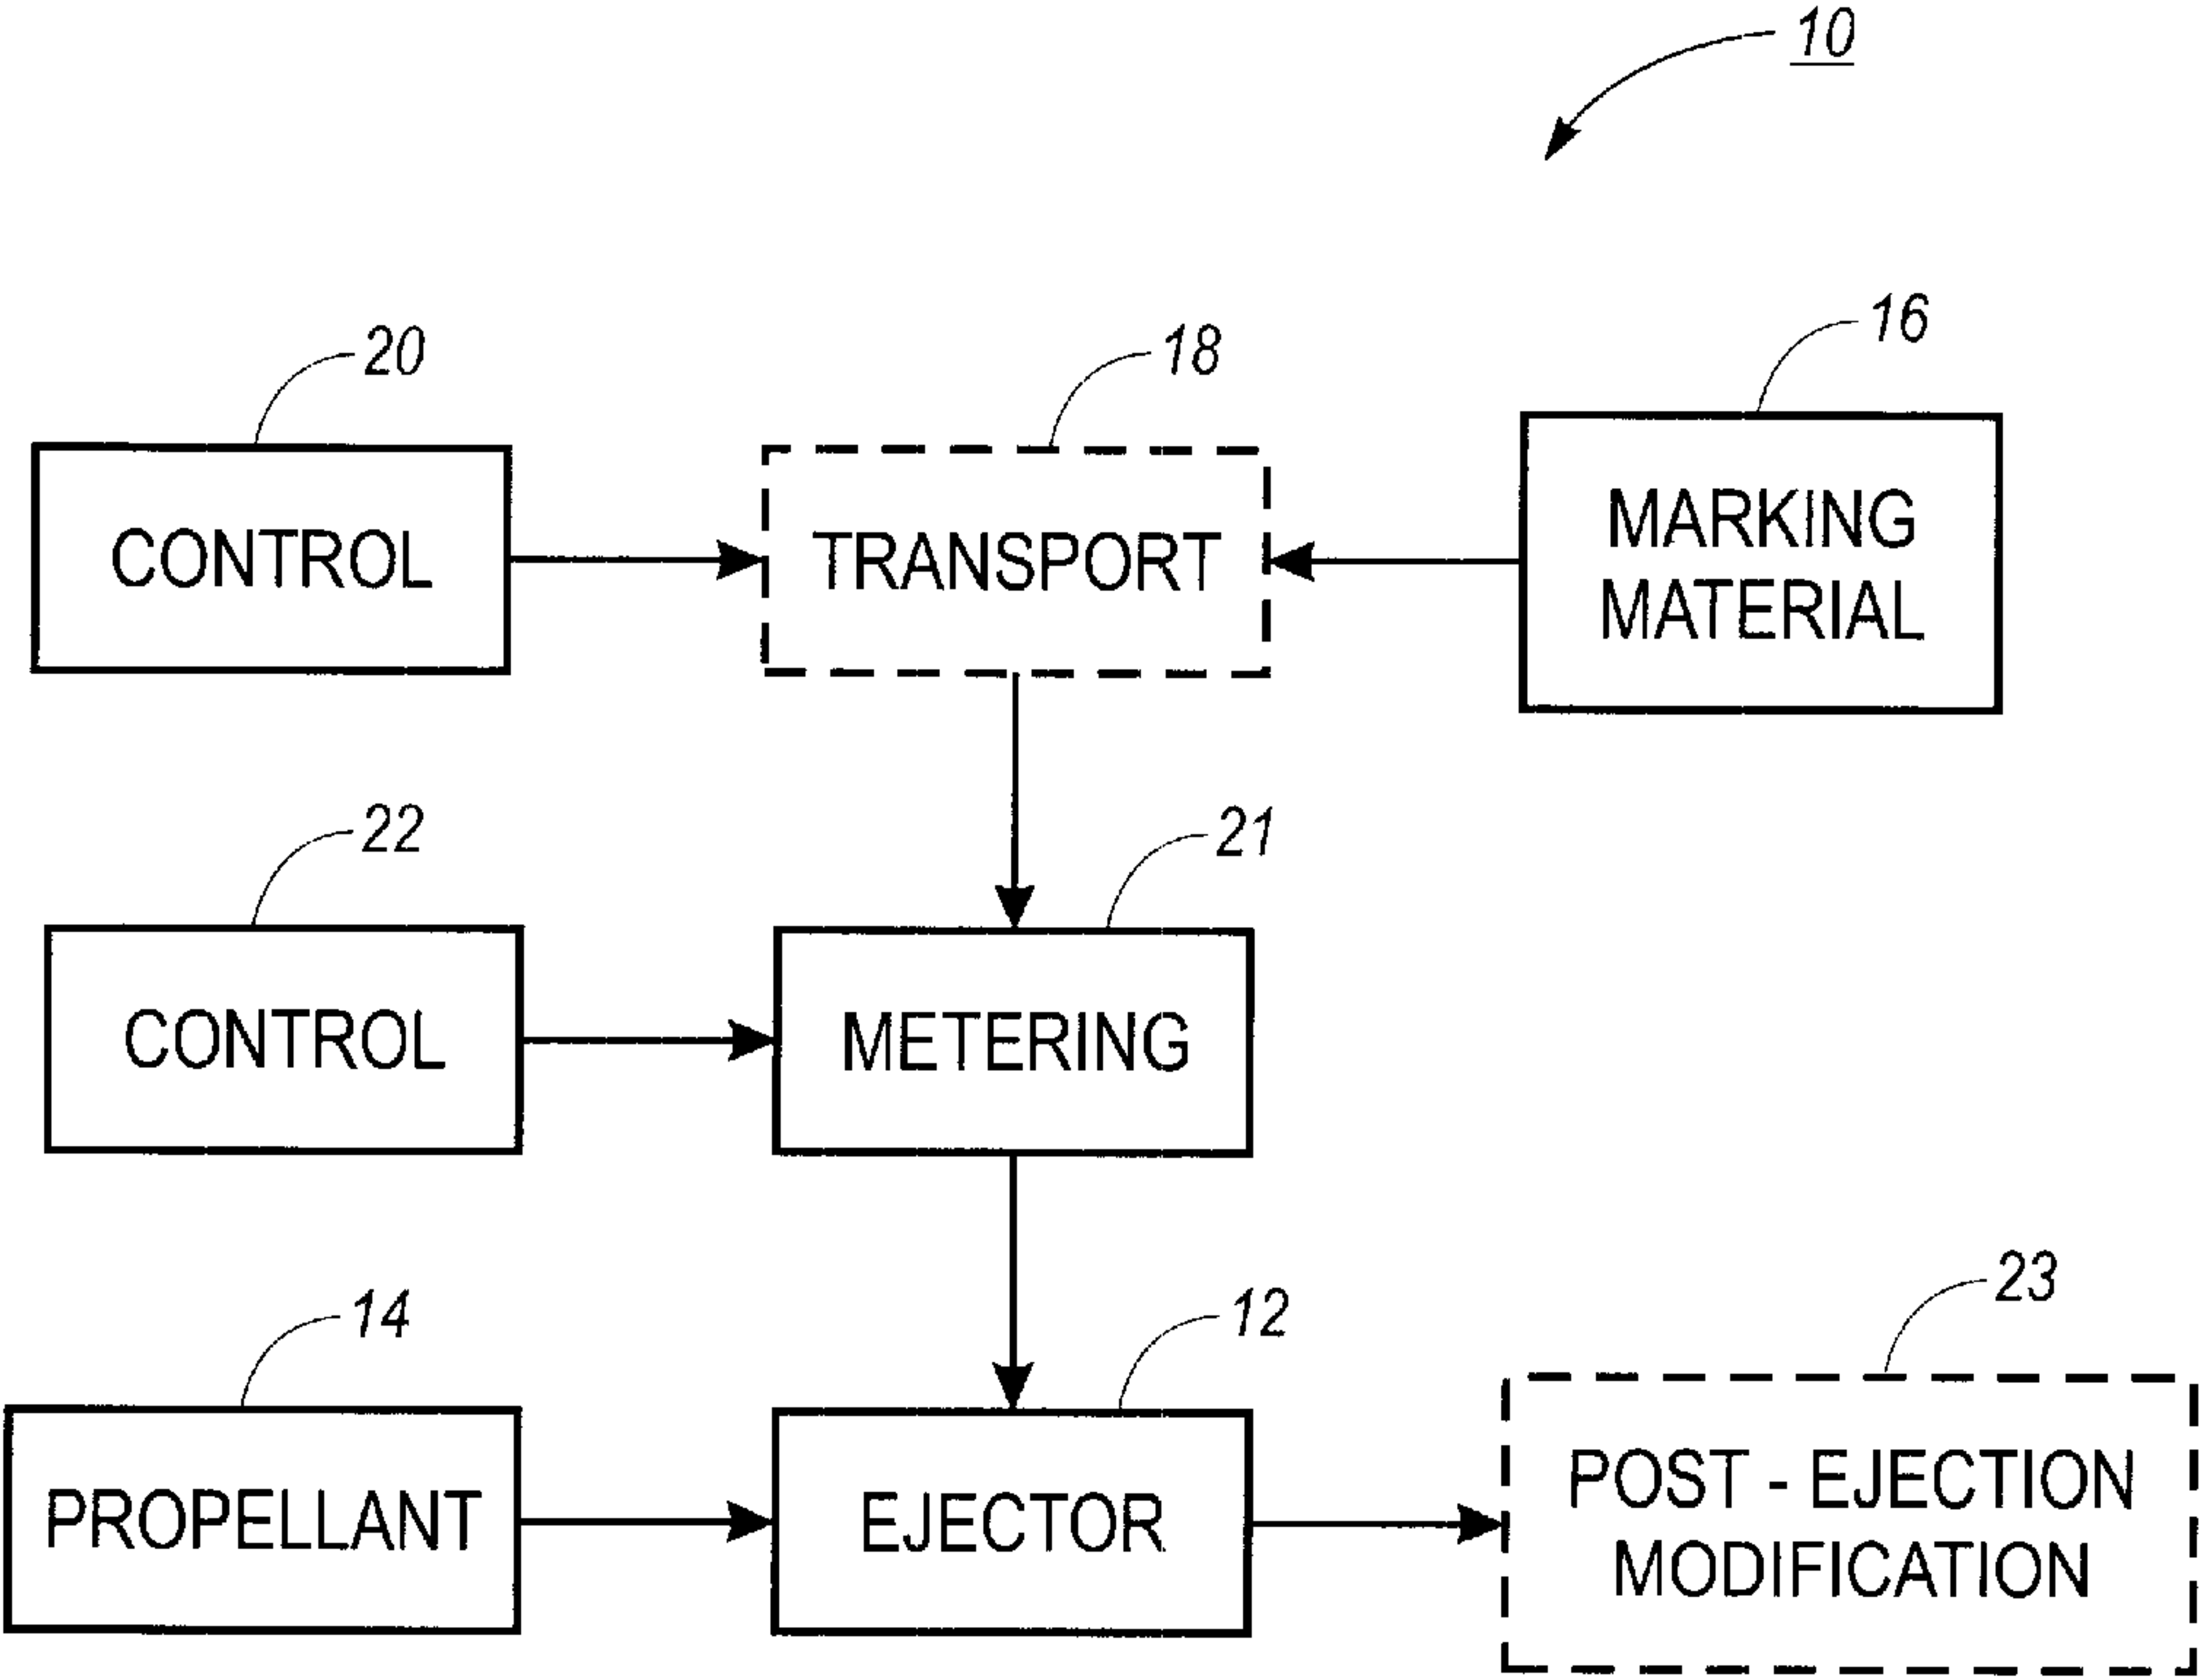 10
20
18
16
CONTROL
TRANSPORT
MARKING
MATERIAL
22
21
CONTROL
METERING
14
12
23
PROPELLANT
EJECTOR
POST - EJECTION
MODIFICATION